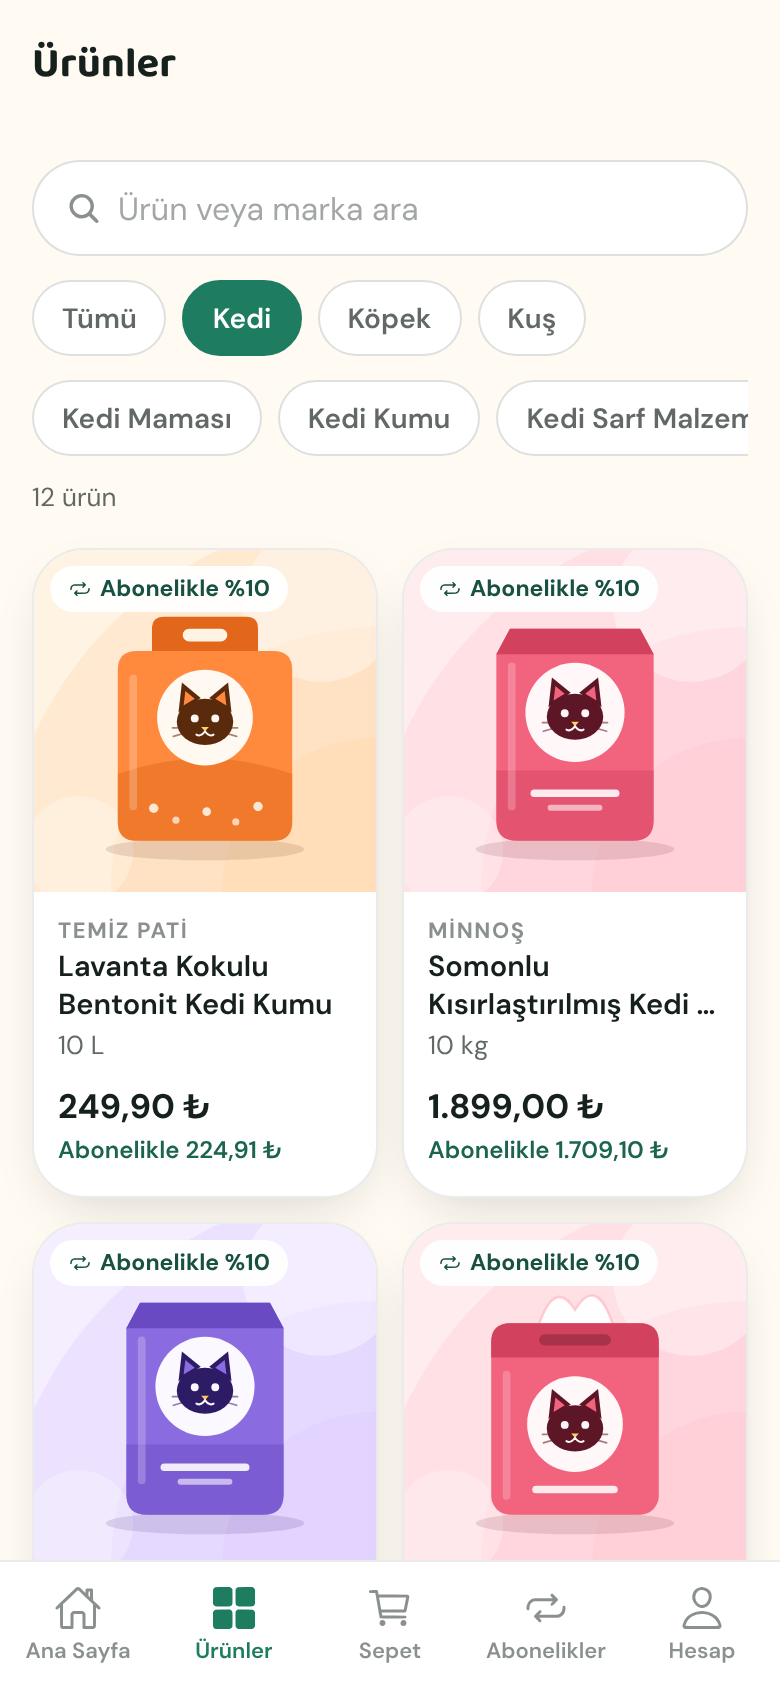 Ürünler
Ürün veya marka ara
Tümü Kedi Köpek Kuş
Kedi Maması Kedi Kumu Kedi Sarf Malzem
12 ürün
Abonelikle %10
TEMİZ PATİ
Lavanta Kokulu
Bentonit Kedi Kumu
10 L
249,90 ₺
Abonelikle 224,91 ₺
Abonelikle %10
MİNNOŞ
Somonlu
Kısırlaştırılmış Kedi ...
10 kg
1.899,00 ₺
Abonelikle 1.709,10 ₺
Abonelikle %10
Abonelikle %10
Ana Sayfa Ürünler Sepet Abonelikler Hesap